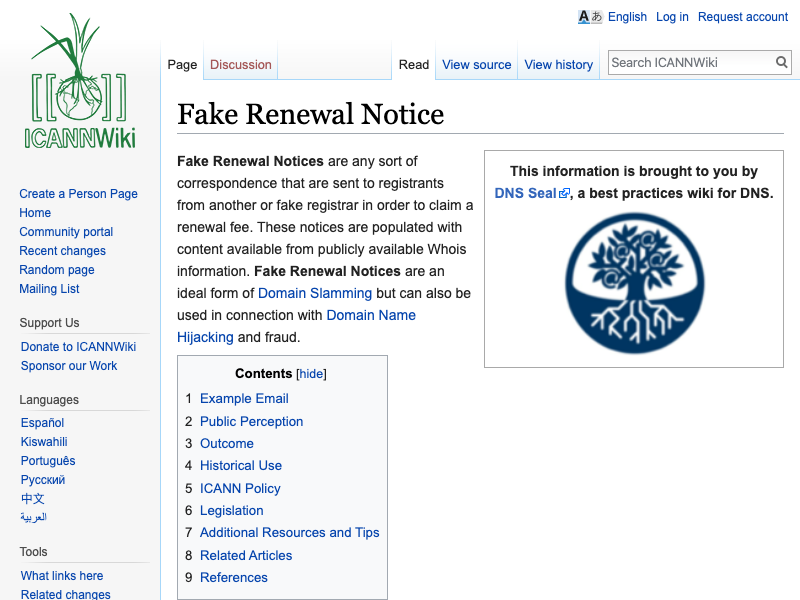 A あ English Log in Request account
Page Discussion Read View source View history Search ICANNWiki
[[ ]]
ICANNWiki
Create a Person Page
Home
Community portal
Recent changes
Random page
Mailing List
Support Us
Donate to ICANNWiki
Sponsor our Work
Languages
Español
Kiswahili
Português
Русский
中文
العربية
Tools
What links here
Related changes
Fake Renewal Notice
Fake Renewal Notices are any sort of
correspondence that are sent to registrants
from another or fake registrar in order to claim a
renewal fee. These notices are populated with
content available from publicly available Whois
information. Fake Renewal Notices are an
ideal form of Domain Slamming but can also be
used in connection with Domain Name
Hijacking and fraud.
This information is brought to you by
DNS Seal, a best practices wiki for DNS.
Contents [hide]
1 Example Email
2 Public Perception
3 Outcome
4 Historical Use
5 ICANN Policy
6 Legislation
7 Additional Resources and Tips
8 Related Articles
9 References